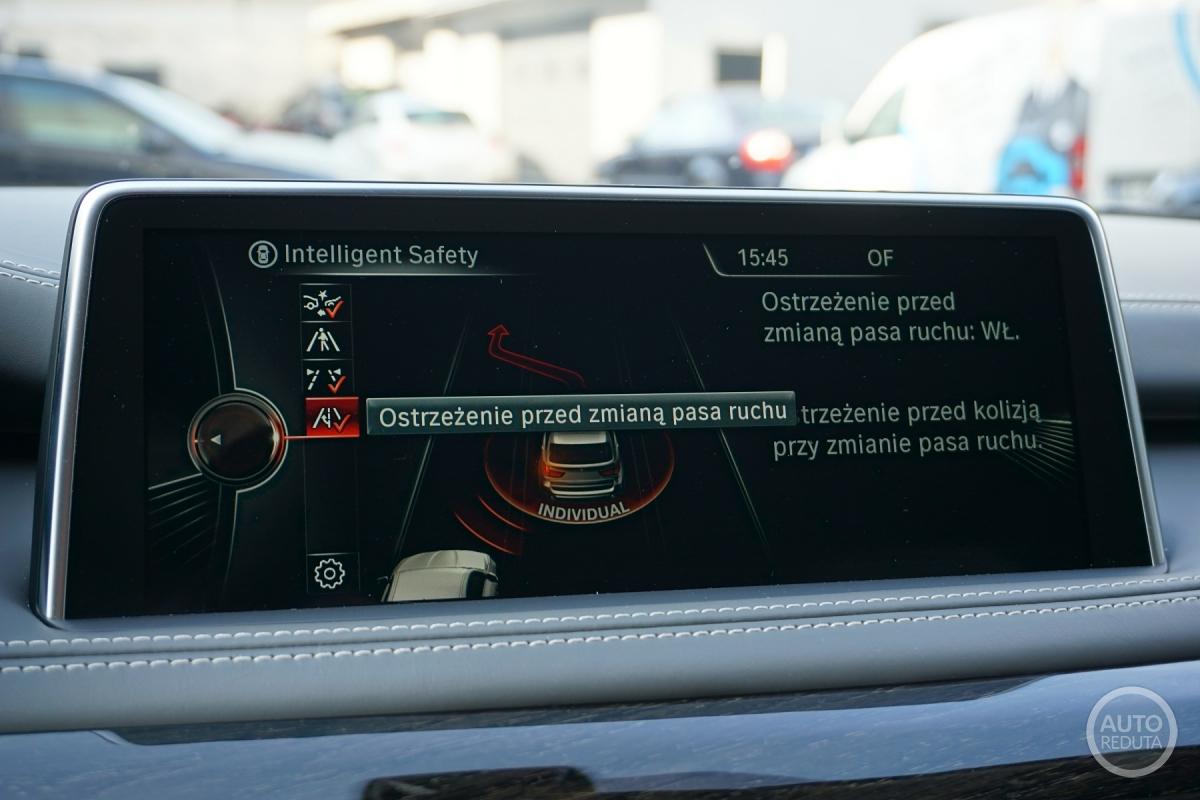 Intelligent Safety
15:45
OF
Ostrzeżenie przed
zmianą pasa ruchu: WŁ.
Ostrzeżenie przed zmianą pasa ruchu
trzeżenie przed kolizją
przy zmianie pasa ruchu.
INDIVIDUAL
AUTO
REDUTA